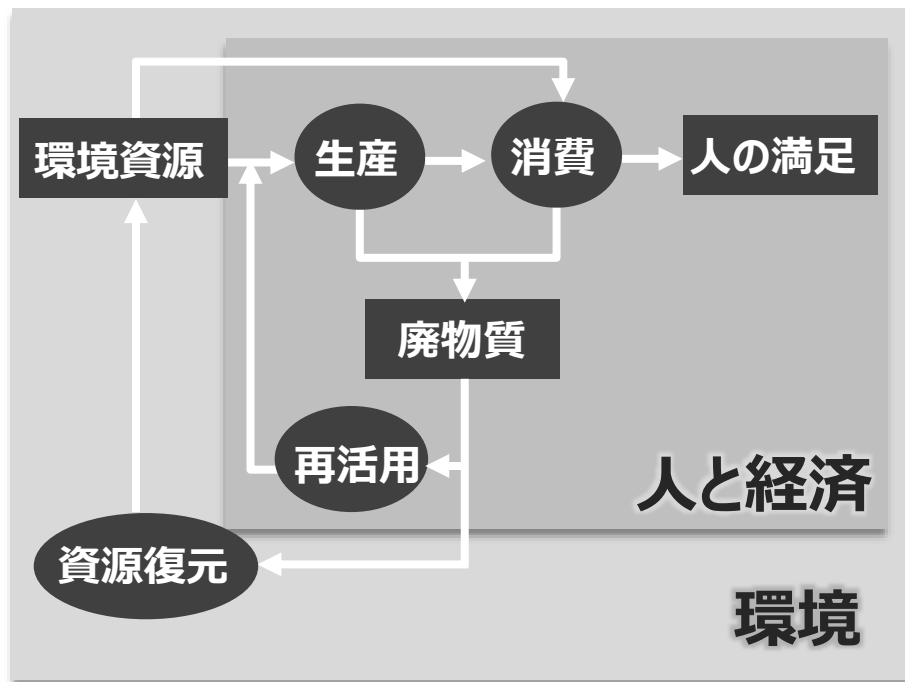 環境資源
生産
消費
人の満足
廃物質
再活用
人と経済
資源復元
環境